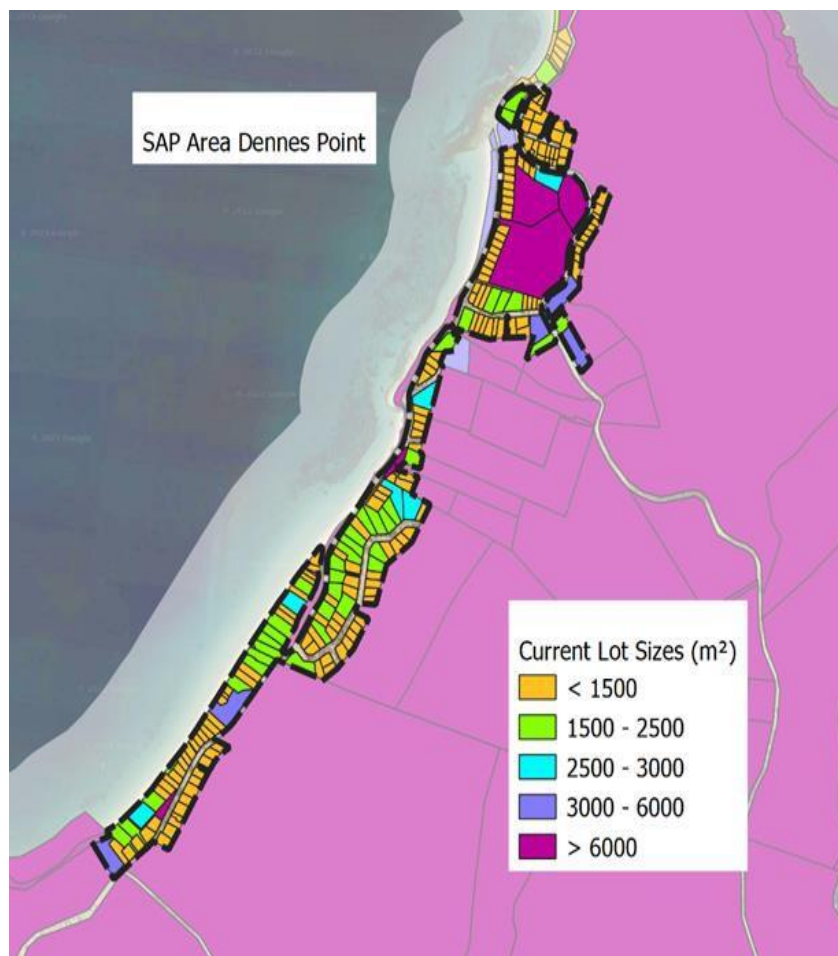 SAP Area Dennes Point
Current Lot Sizes (m²)
< 1500
1500 - 2500
2500 - 3000
3000 - 6000
> 6000